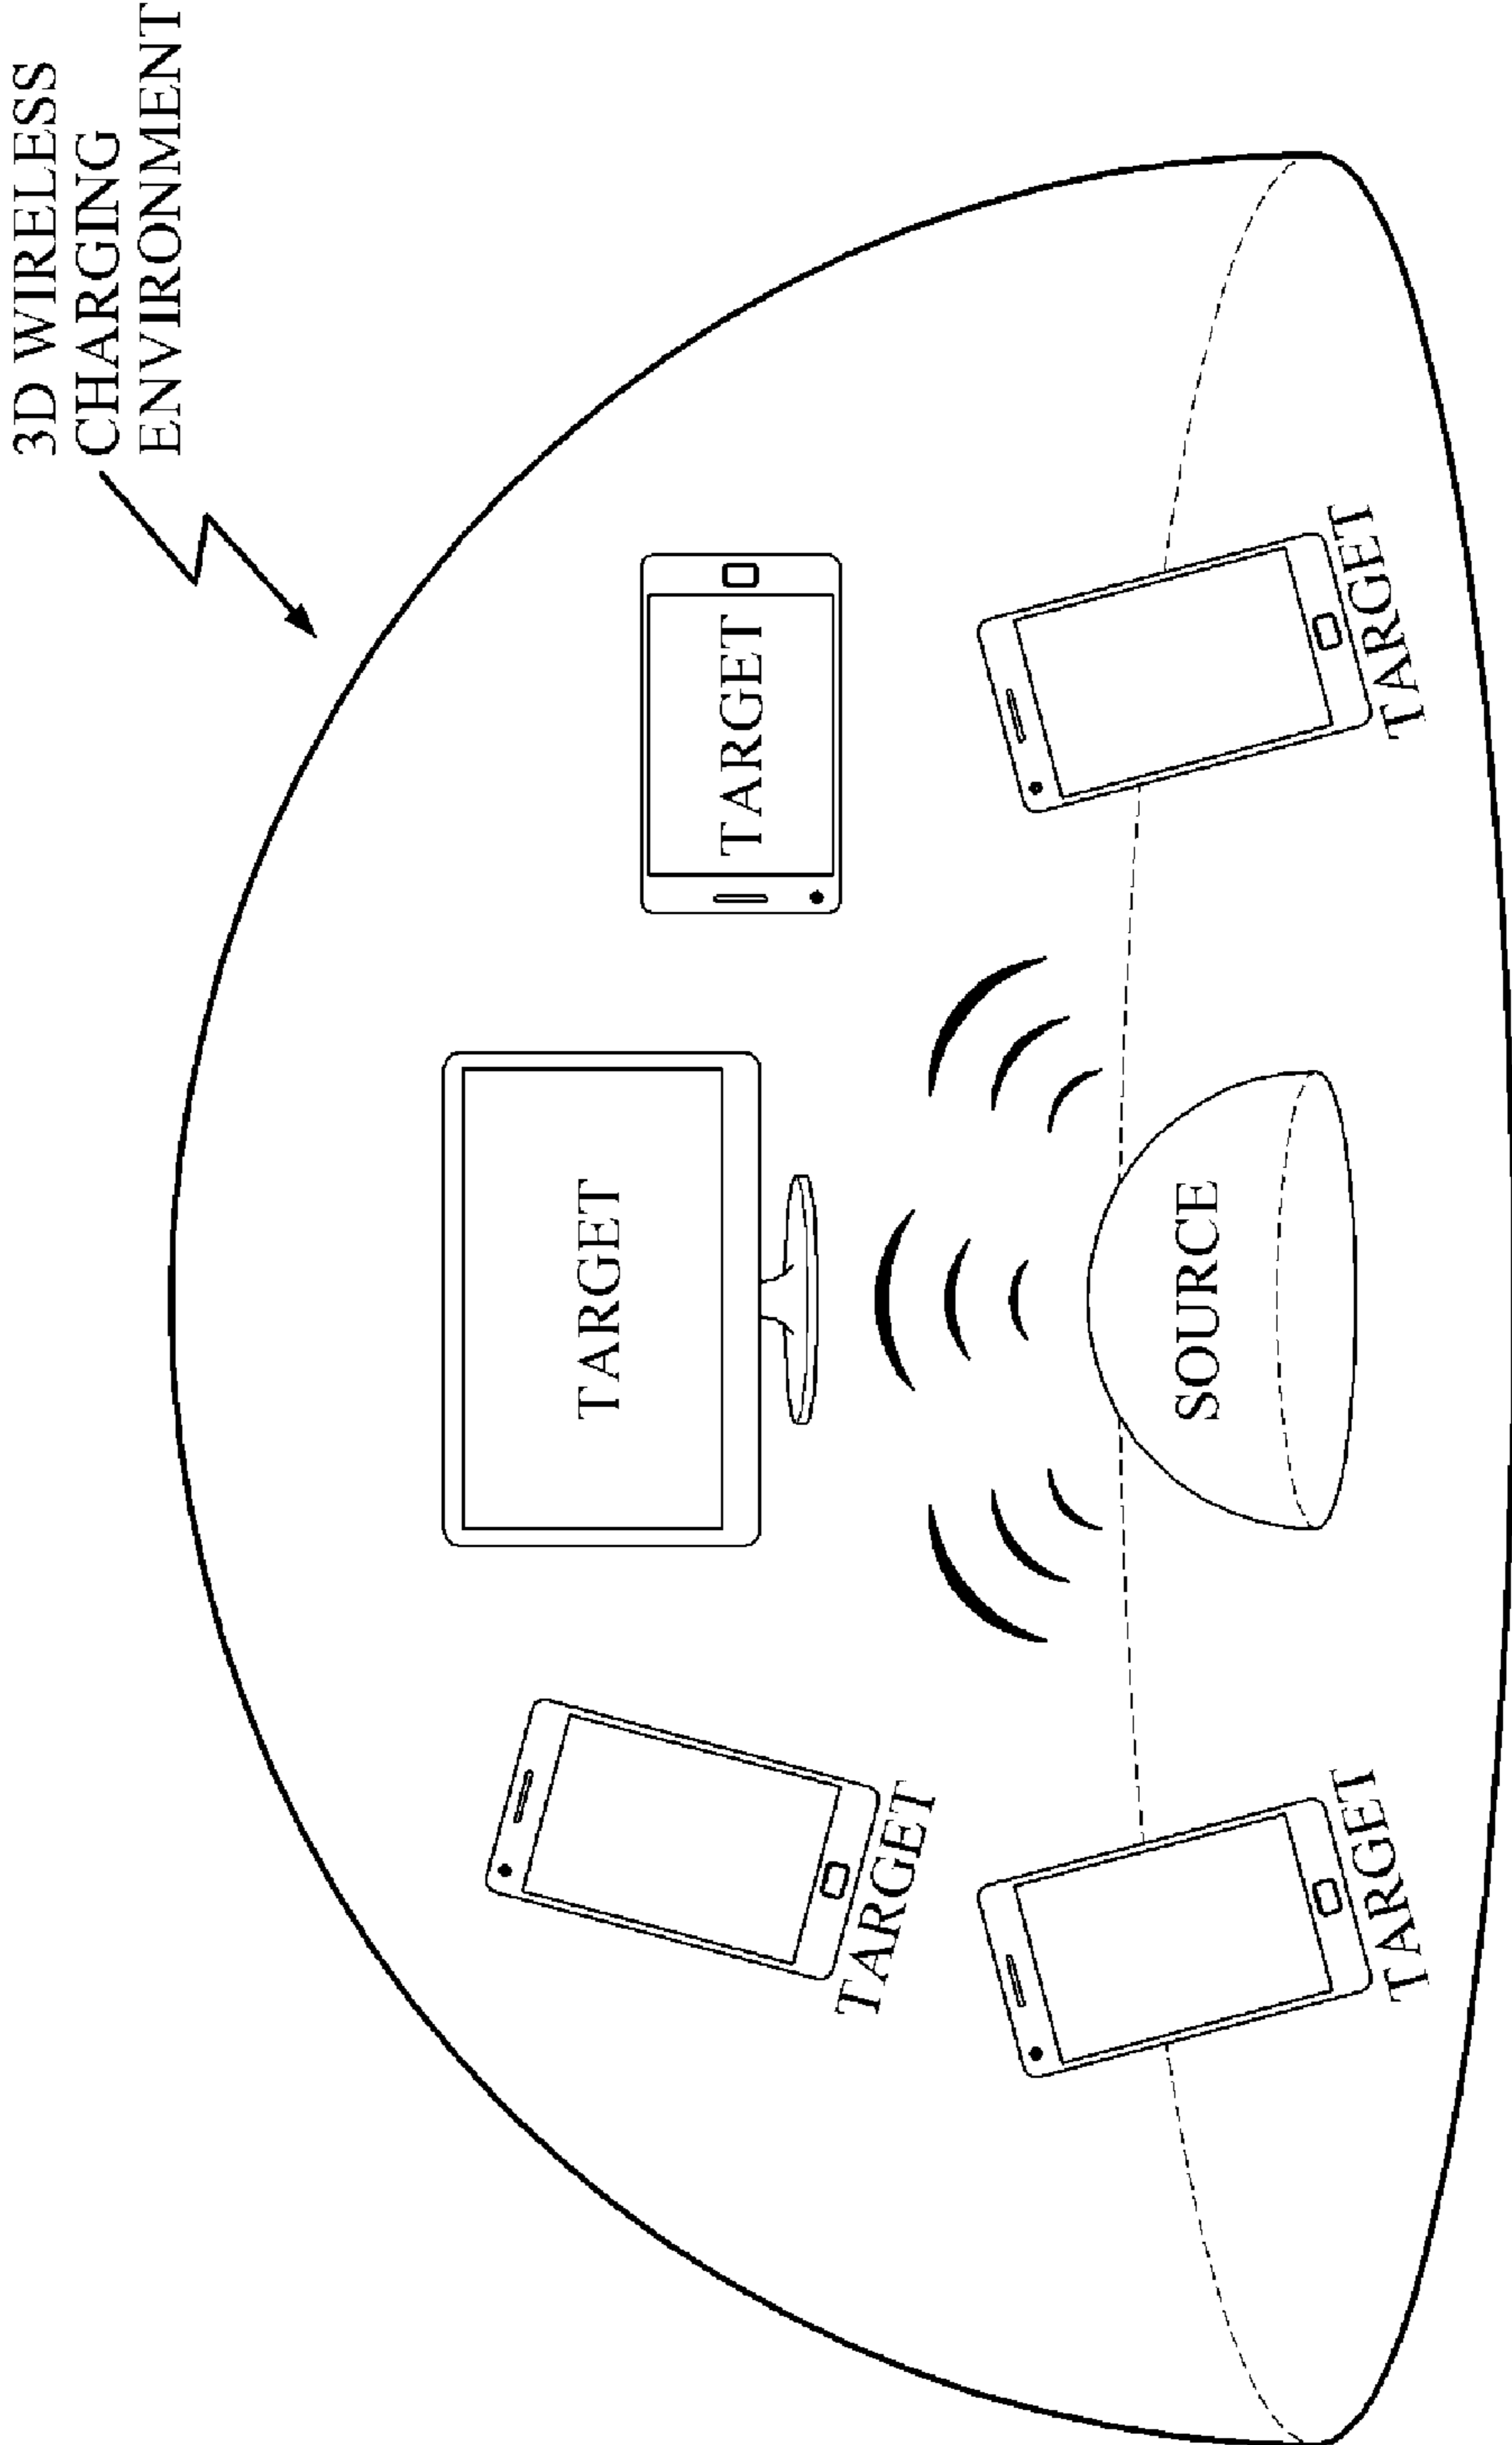 3D WIRELESS
CHARGING
ENVIRONMENT
TARGET
TARGET
TARGET
SOURCE
TARGET
TARGET